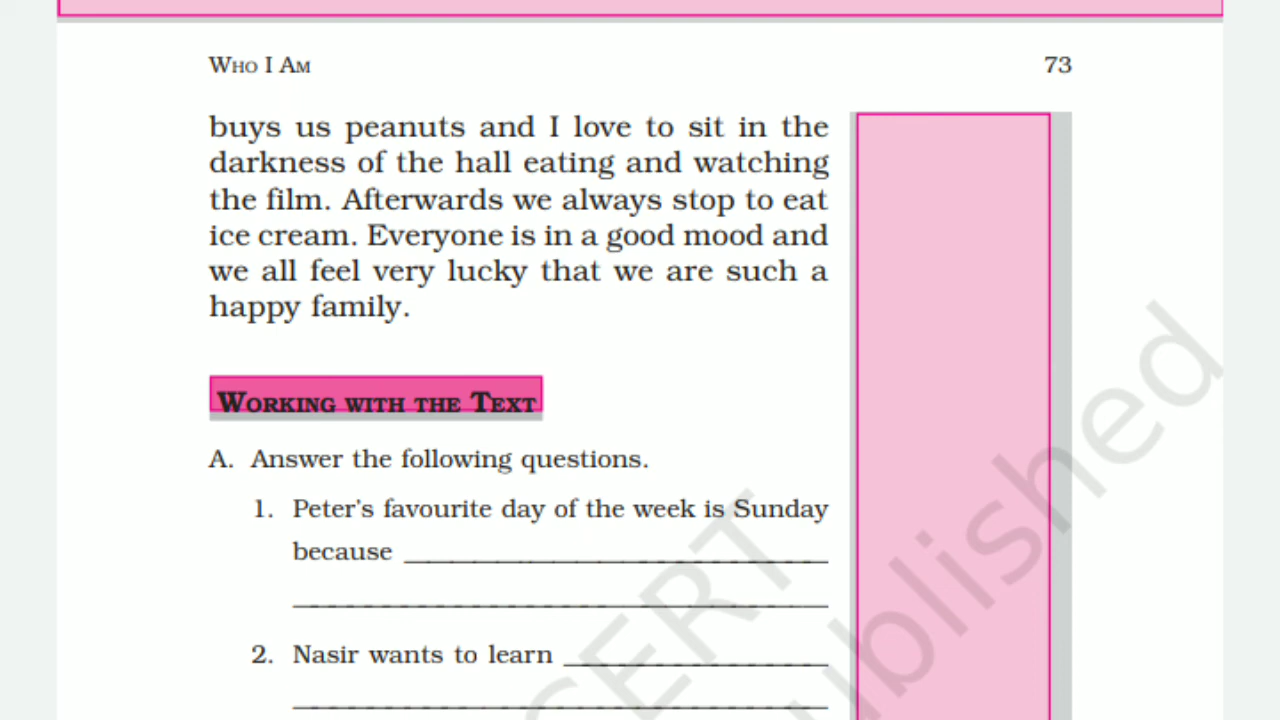 WHO I AM 73
buys us peanuts and I love to sit in the
darkness of the hall eating and watching
the film. Afterwards we always stop to eat
ice cream. Everyone is in a good mood and
we all feel very lucky that we are such a
happy family.
WORKING WITH THE TEXT
A. Answer the following questions.
1. Peter's favourite day of the week is Sunday
because
2. Nasir wants to learn
CERT
ublished